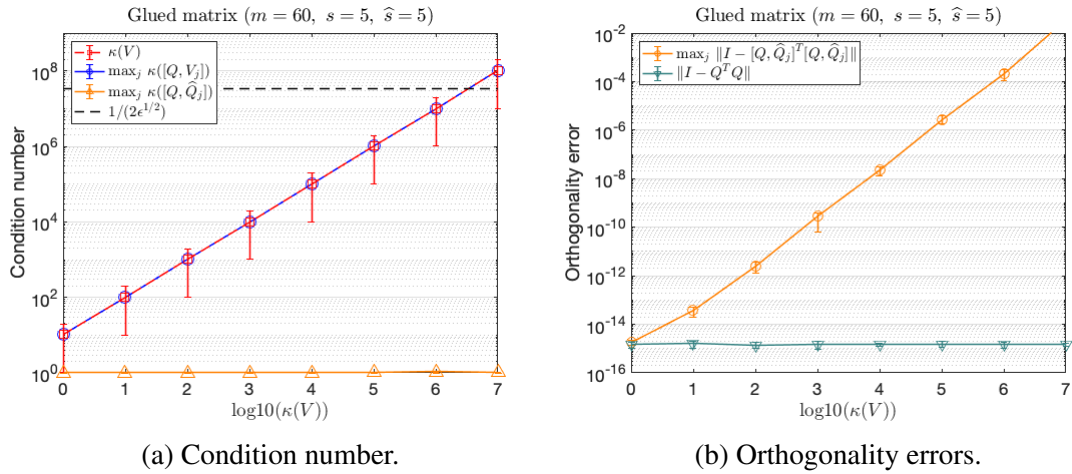 Glued matrix (m = 60, s = 5, ŝ = 5)
κ(V)
max_j κ([Q, V_j])
max_j κ([Q, Q̂_j])
1/(2ϵ^{1/2})
Condition number
10^8
10^6
10^4
10^2
10^0
0 1 2 3 4 5 6 7
log10(κ(V))
(a) Condition number.
Glued matrix (m = 60, s = 5, ŝ = 5)
max_j ‖I − [Q, Q̂_j]^T[Q, Q̂_j]‖
‖I − Q^T Q‖
Orthogonality error
10^-2
10^-4
10^-6
10^-8
10^-10
10^-12
10^-14
10^-16
0 1 2 3 4 5 6 7
log10(κ(V))
(b) Orthogonality errors.